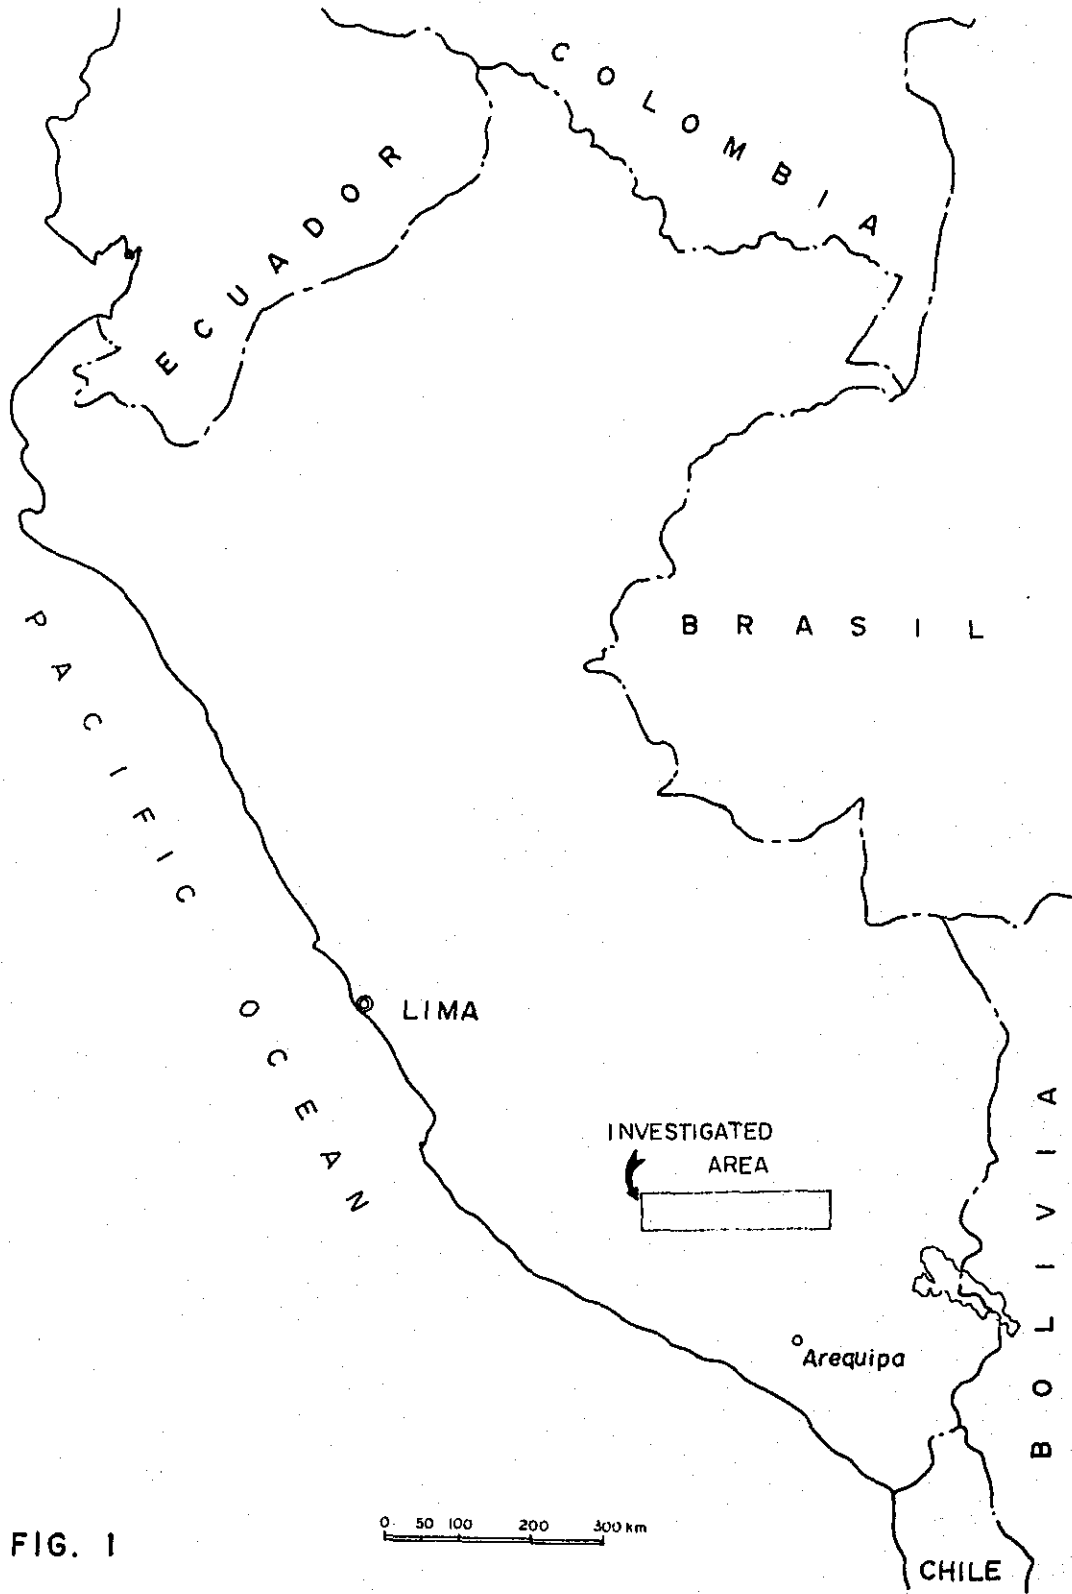 COLOMBIA
ECUADOR
BRASIL
PACIFIC OCEAN
LIMA
INVESTIGATED
AREA
BOLIVIA
Arequipa
0 50 100 200 300 km
FIG. 1
CHILE